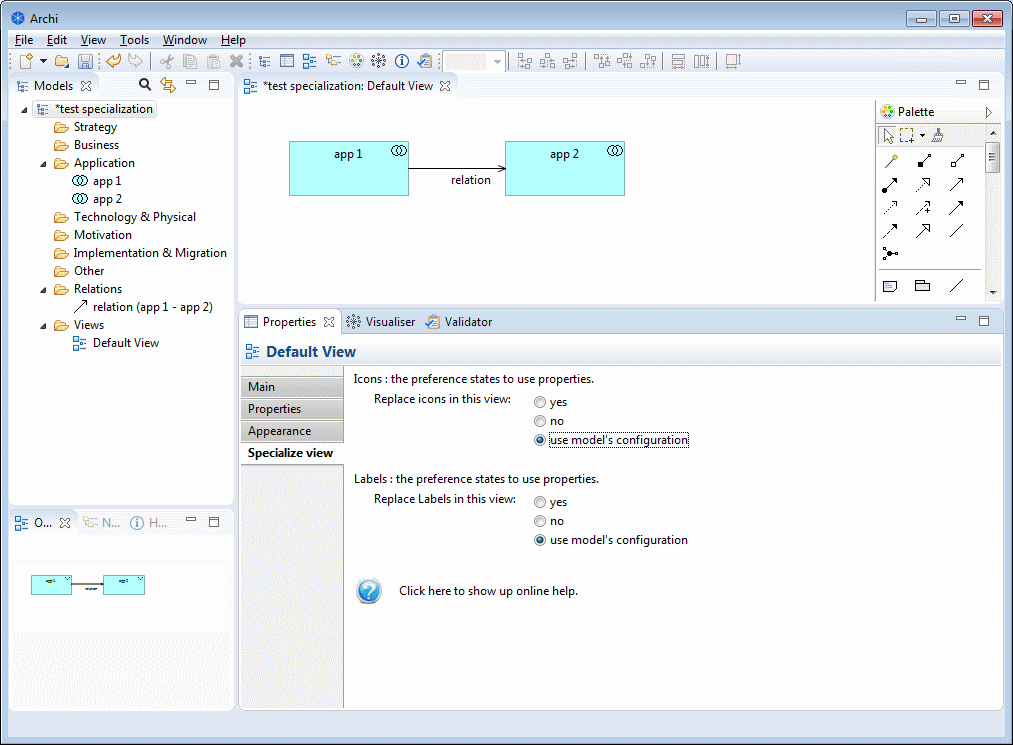 Archi
File Edit View Tools Window Help
Models
*test specialization
Strategy
Business
Application
app 1
app 2
Technology & Physical
Motivation
Implementation & Migration
Other
Relations
relation (app 1 - app 2)
Views
Default View
O... N... H...
*test specialization: Default View
app 1
relation
app 2
Palette
Properties Visualiser Validator
Default View
Main
Properties
Appearance
Specialize view
Icons : the preference states to use properties.
Replace icons in this view: yes
no
use model's configuration
Labels : the preference states to use properties.
Replace Labels in this view: yes
no
use model's configuration
Click here to show up online help.